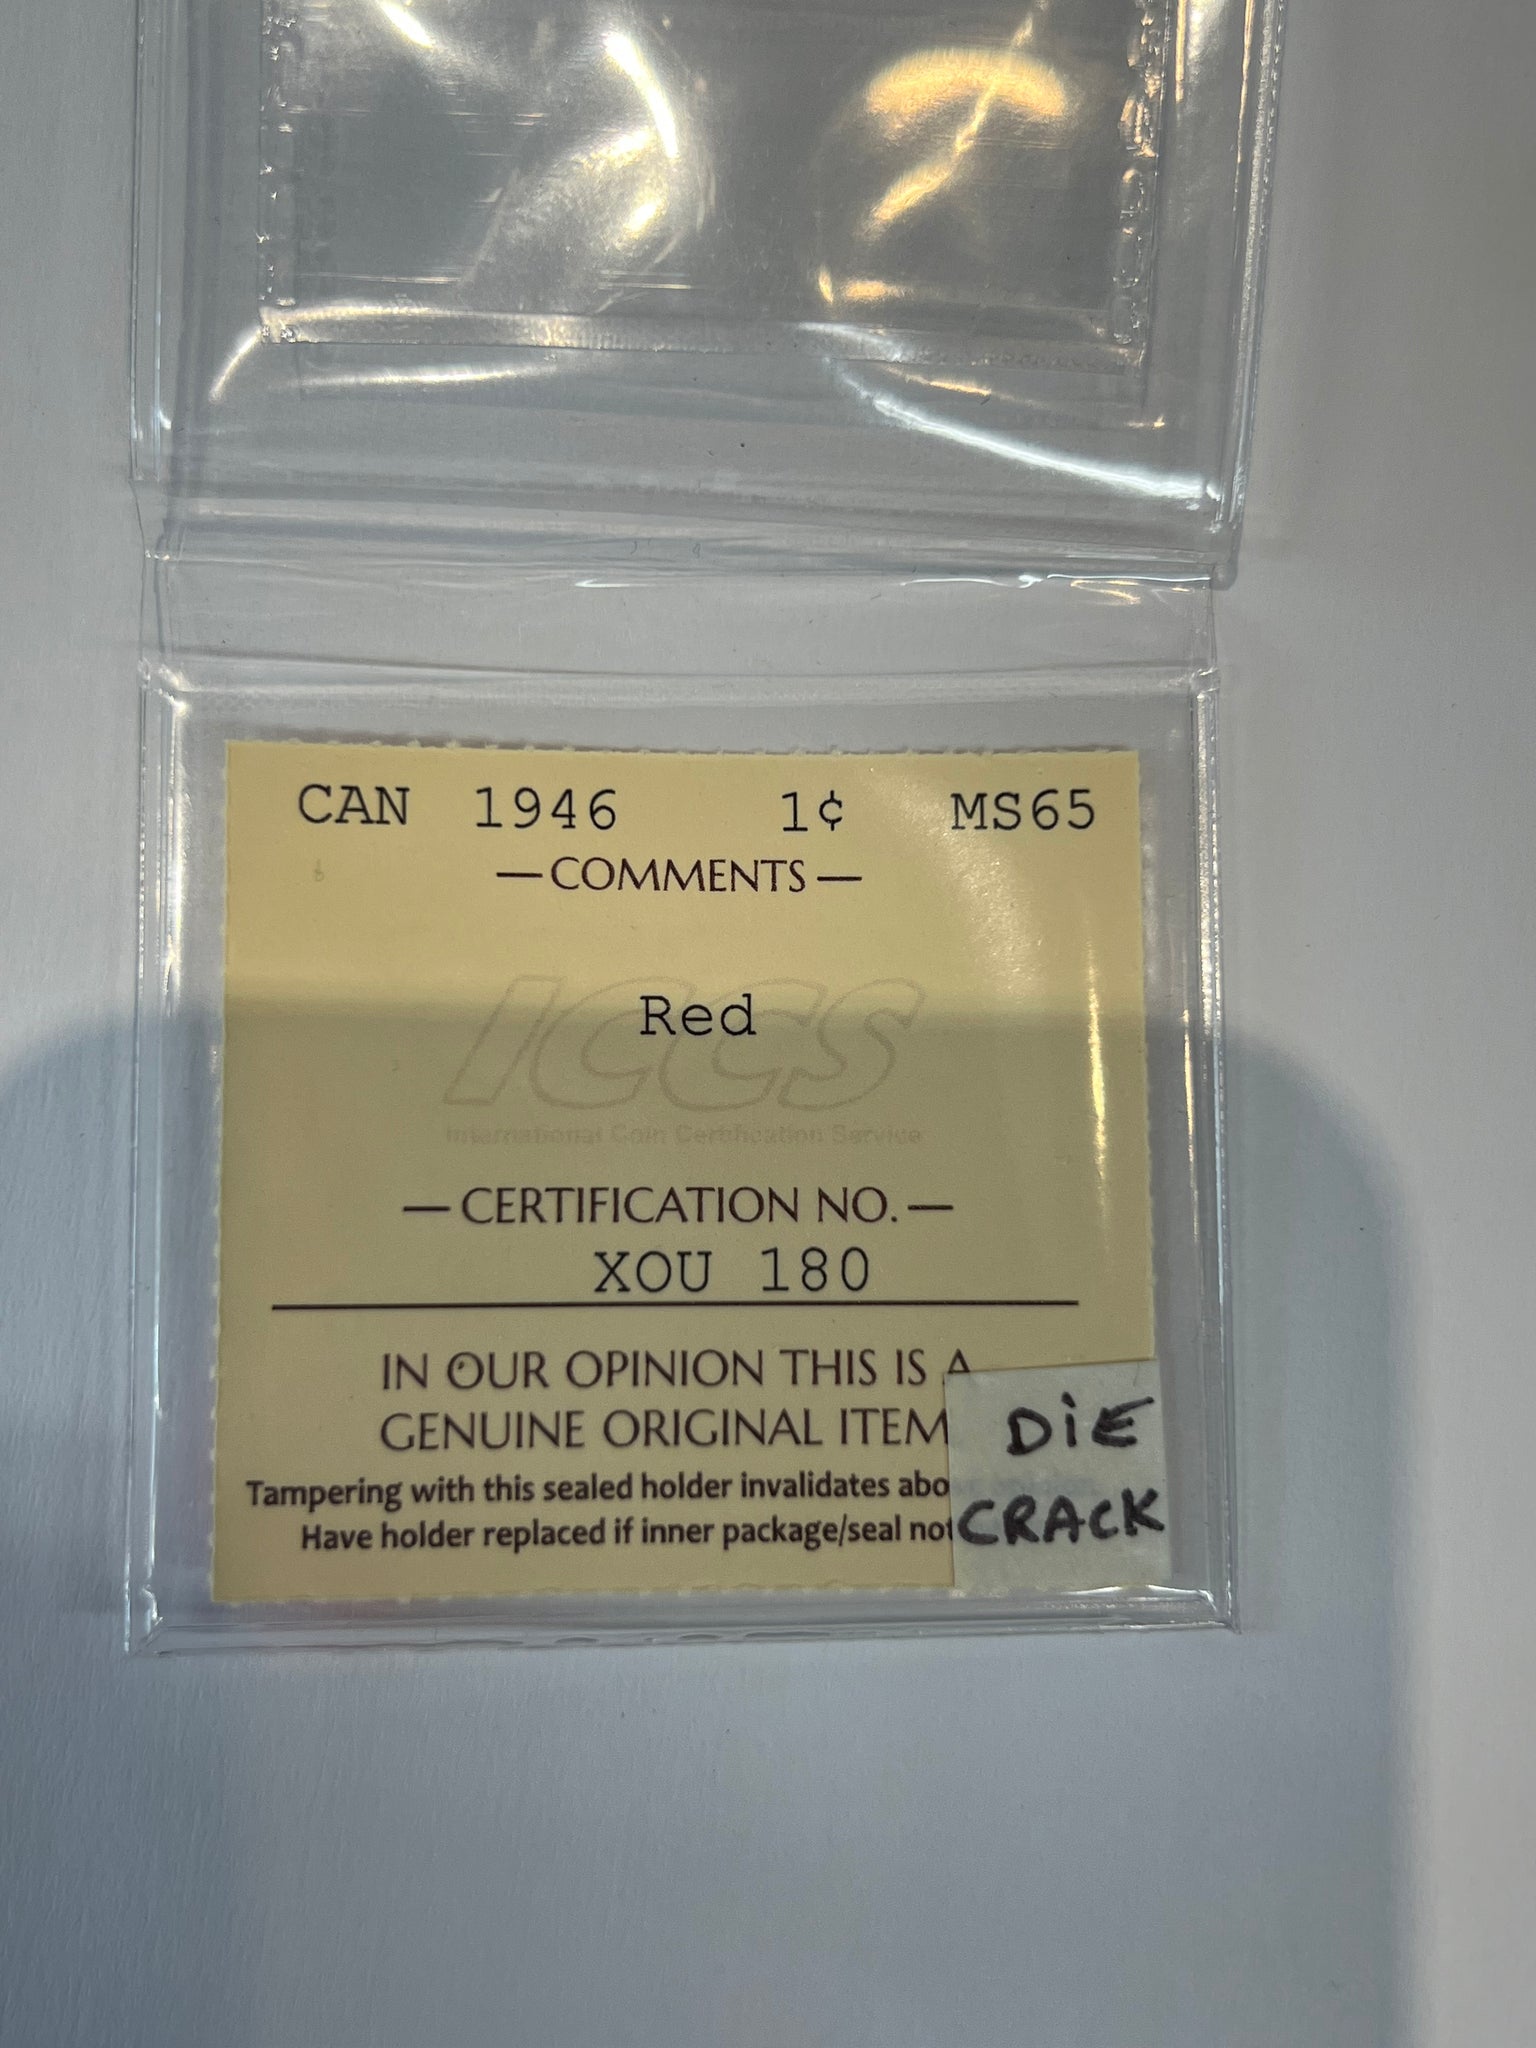 CAN 1946 1¢ MS65
—COMMENTS—
Red
ICCS
International Coin Certification Service
—CERTIFICATION NO.—
XOU 180
IN OUR OPINION THIS IS A
GENUINE ORIGINAL ITEM
Tampering with this sealed holder invalidates
Have holder replaced if inner package/seal
DiE
CRACK